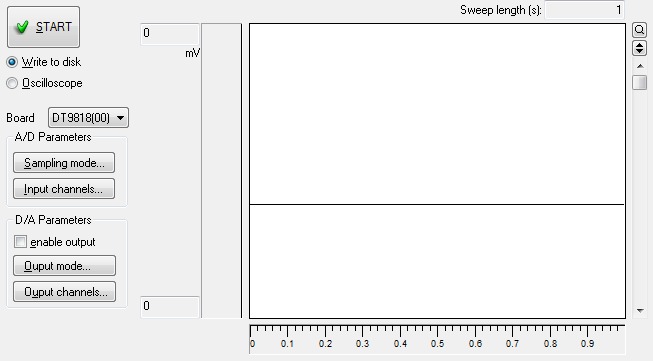 START
Sweep length (s): 1
0
mV
Write to disk
Oscilloscope
Board DT9818(00)
A/D Parameters
Sampling mode...
Input channels...
D/A Parameters
enable output
Ouput mode...
Ouput channels...
0
0 0.1 0.2 0.3 0.4 0.5 0.6 0.7 0.8 0.9